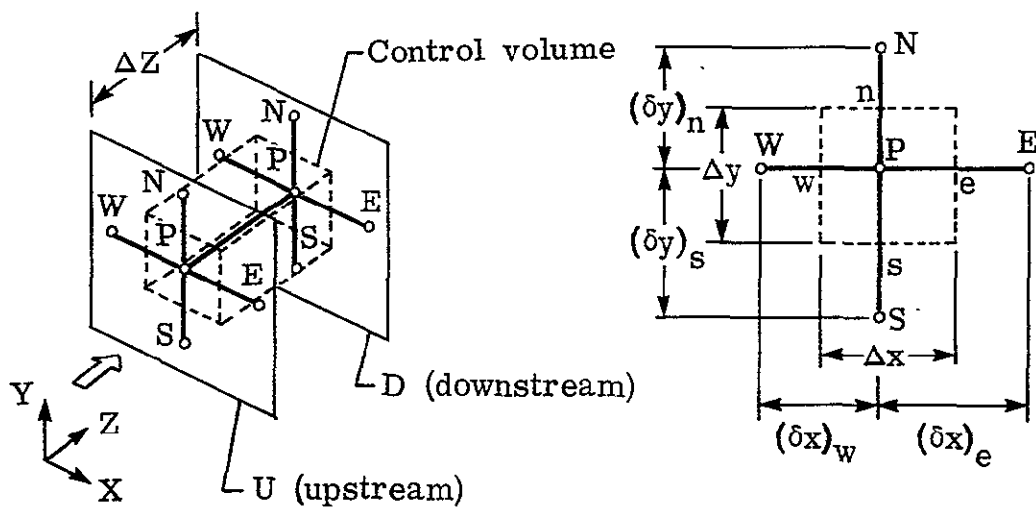 ΔZ
Control volume
N
W
P
N
E
W
P
S
E
S
D (downstream)
U (upstream)
Y
Z
X
N
(δy)n
n
W
P
E
Δy
w
e
(δy)s
s
S
Δx
(δx)w
(δx)e